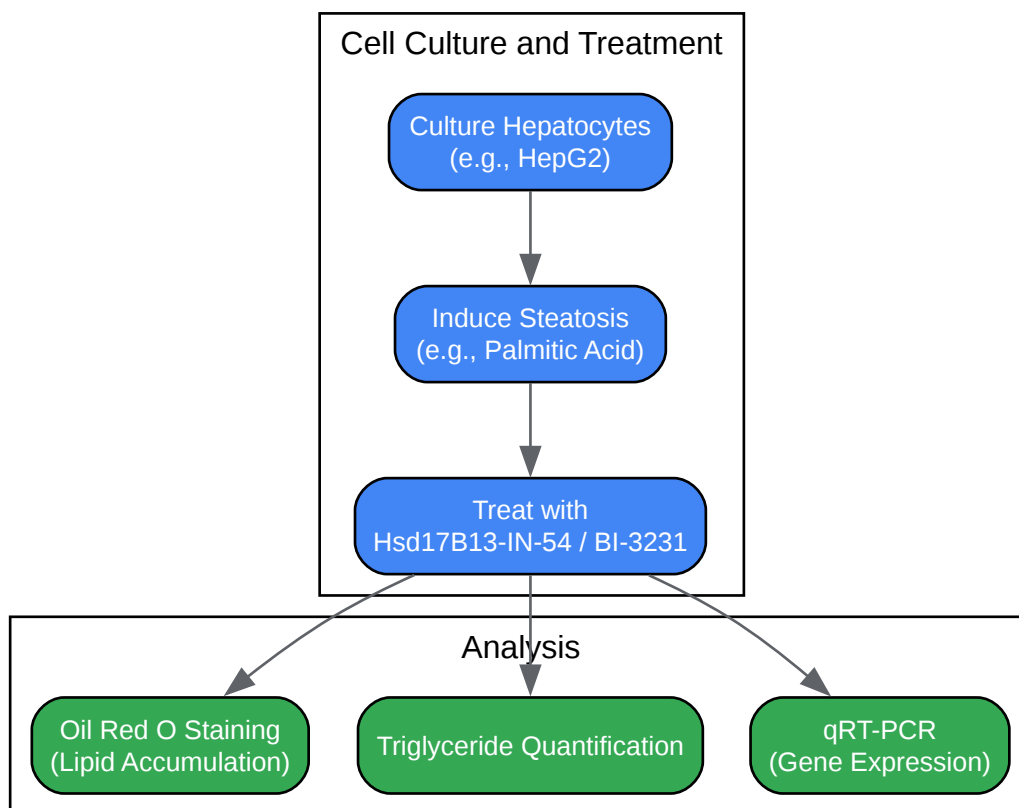 Cell Culture and Treatment
Culture Hepatocytes
(e.g., HepG2)
Induce Steatosis
(e.g., Palmitic Acid)
Treat with
Hsd17B13-IN-54 / BI-3231
Analysis
Oil Red O Staining
(Lipid Accumulation)
Triglyceride Quantification
qRT-PCR
(Gene Expression)